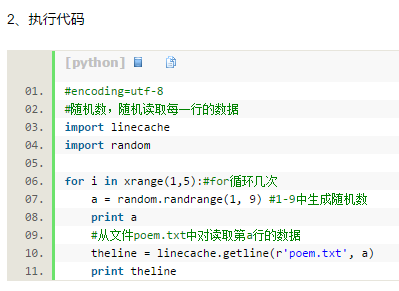 2、执行代码
[python]
01. #encoding=utf-8
02. #随机数，随机读取每一行的数据
03. import linecache
04. import random
05.
06. for i in xrange(1,5):#for循环几次
07.     a = random.randrange(1, 9) #1-9中生成随机数
08.     print a
09.     #从文件poem.txt中对读取第a行的数据
10.     theline = linecache.getline(r'poem.txt', a)
11.     print theline